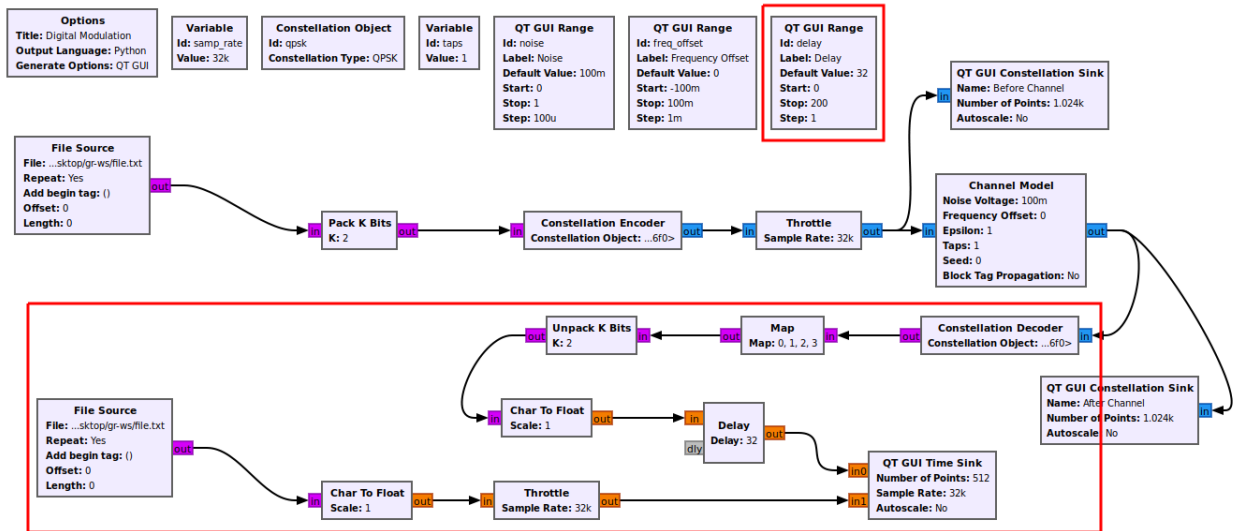 Options
Title: Digital Modulation
Output Language: Python
Generate Options: QT GUI
Variable
Id: samp_rate
Value: 32k
Constellation Object
Id: qpsk
Constellation Type: QPSK
Variable
Id: taps
Value: 1
QT GUI Range
Id: noise
Label: Noise
Default Value: 100m
Start: 0
Stop: 1
Step: 100u
QT GUI Range
Id: freq_offset
Label: Frequency Offset
Default Value: 0
Start: -100m
Stop: 100m
Step: 1m
QT GUI Range
Id: delay
Label: Delay
Default Value: 32
Start: 0
Stop: 200
Step: 1
in
QT GUI Constellation Sink
Name: Before Channel
Number of Points: 1.024k
Autoscale: No
File Source
File: ...sktop/gr-ws/file.txt
Repeat: Yes
Add begin tag: ()
Offset: 0
Length: 0
out
in
Pack K Bits
K: 2
out
in
Constellation Encoder
Constellation Object: ...6f0>
out
in
Throttle
Sample Rate: 32k
out
in
Channel Model
Noise Voltage: 100m
Frequency Offset: 0
Epsilon: 1
Taps: 1
Seed: 0
Block Tag Propagation: No
out
out
Unpack K Bits
K: 2
in
out
Map
Map: 0, 1, 2, 3
in
out
Constellation Decoder
Constellation Object: ...6f0>
in
QT GUI Constellation Sink
Name: After Channel
Number of Points: 1.024k
Autoscale: No
in
File Source
File: ...sktop/gr-ws/file.txt
Repeat: Yes
Add begin tag: ()
Offset: 0
Length: 0
out
in
Char To Float
Scale: 1
out
in
dly
Delay
Delay: 32
out
in
Char To Float
Scale: 1
out
in
Throttle
Sample Rate: 32k
out
in0
in1
QT GUI Time Sink
Number of Points: 512
Sample Rate: 32k
Autoscale: No